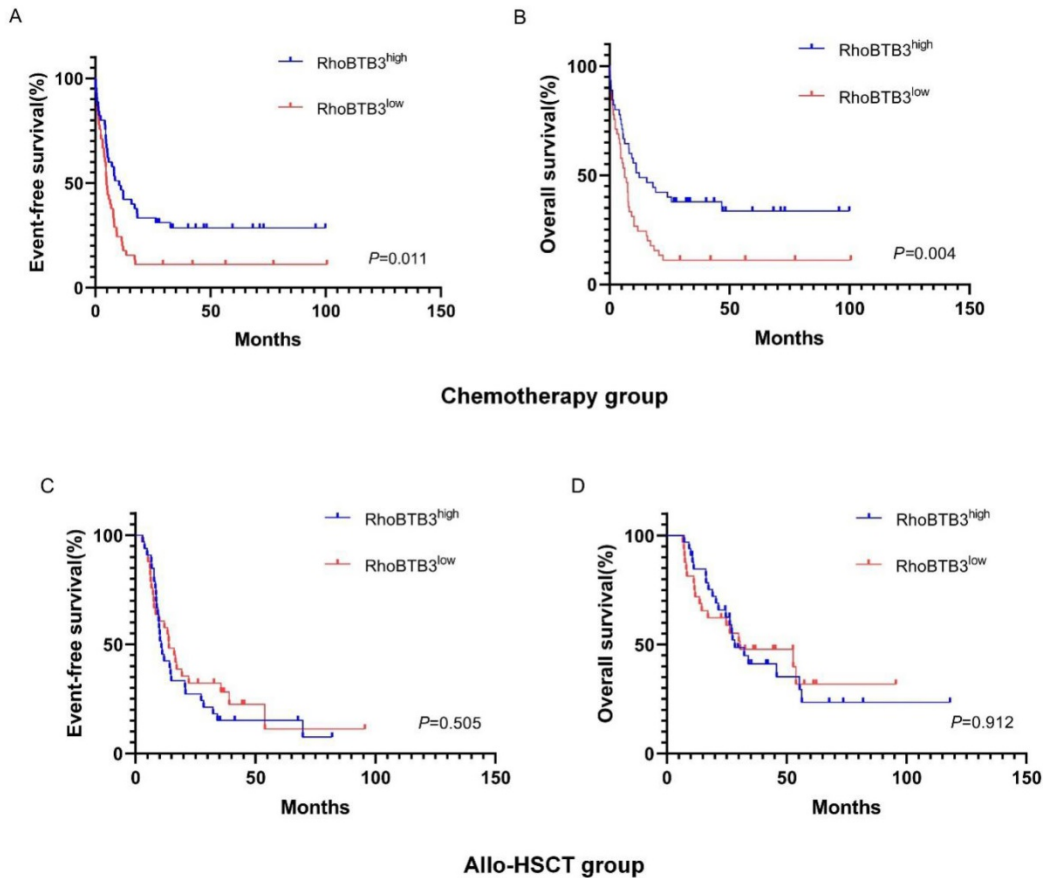 A
RhoBTB3high
RhoBTB3low
Event-free survival(%)
100
50
0
0 50 100 150
P=0.011
Months
B
RhoBTB3high
RhoBTB3low
Overall survival(%)
100
50
0
0 50 100 150
P=0.004
Months
Chemotherapy group
C
RhoBTB3high
RhoBTB3low
Event-free survival(%)
100
50
0
0 50 100 150
P=0.505
Months
D
RhoBTB3high
RhoBTB3low
Overall survival(%)
100
50
0
0 50 100 150
P=0.912
Months
Allo-HSCT group